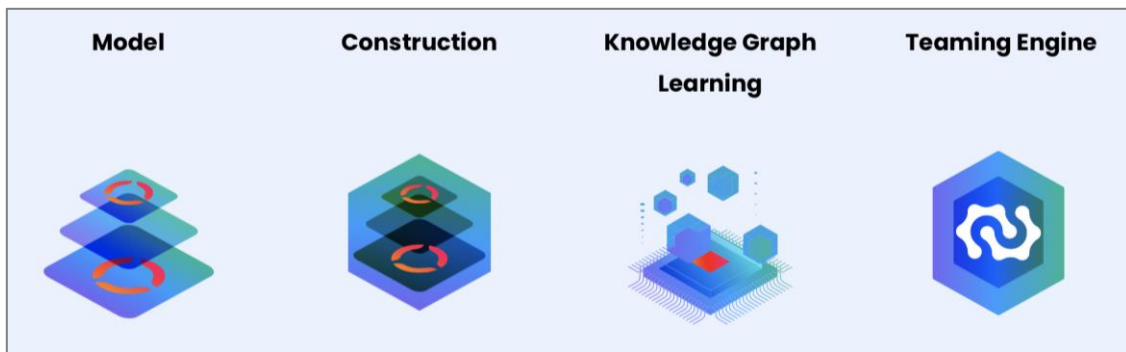 Model
Construction
Knowledge Graph
Learning
Teaming Engine